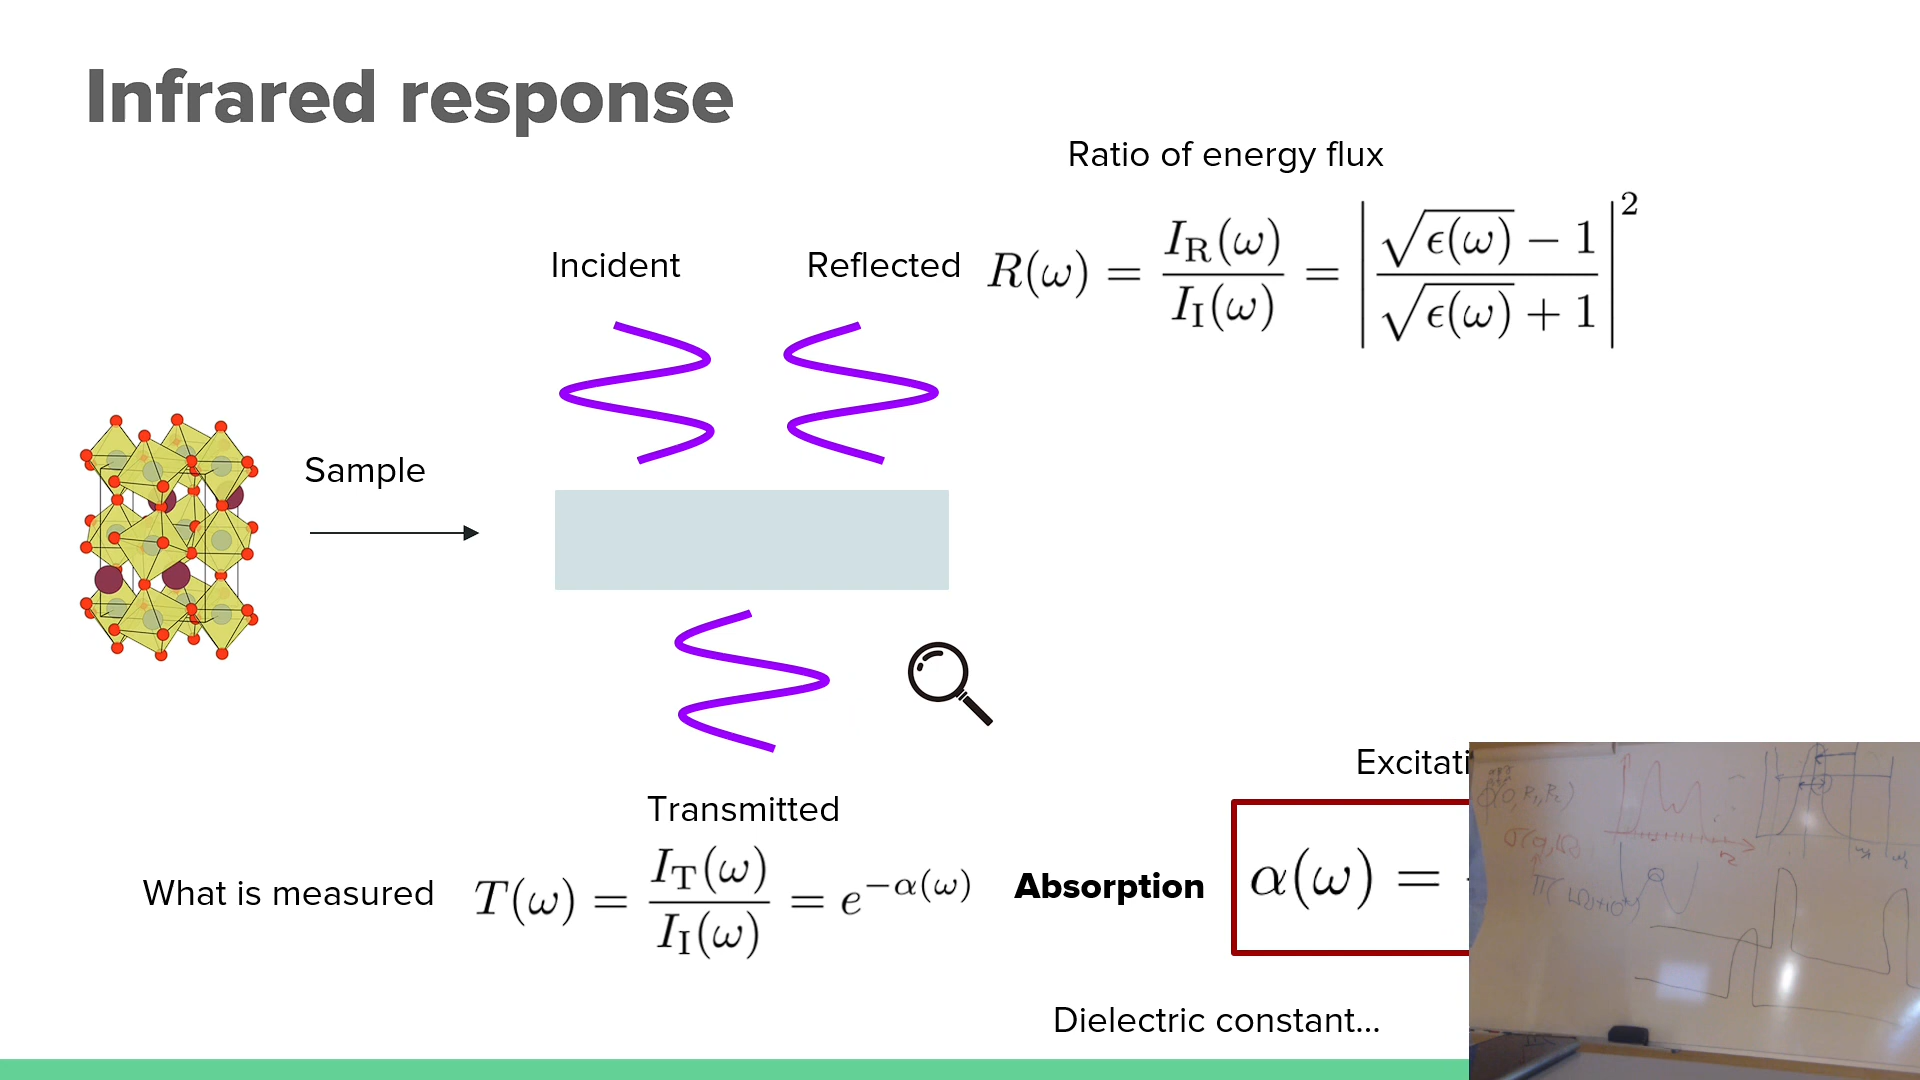 Infrared response
Ratio of energy flux
Incident
Reflected
R(ω) = I_R(ω) / I_I(ω) = |(√ϵ(ω) − 1) / (√ϵ(ω) + 1)|²
Sample
Transmitted
What is measured
T(ω) = I_T(ω) / I_I(ω) = e^{−α(ω)}
Excitati
Absorption
α(ω) =
Dielectric constant...